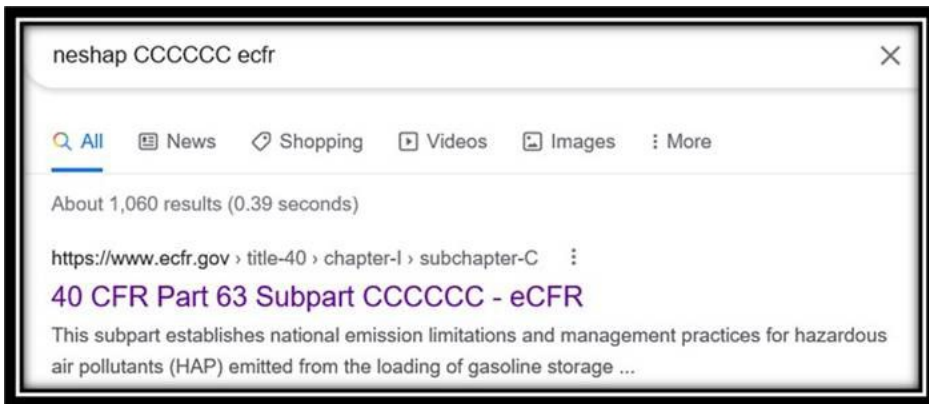 neshap CCCCCC ecfr
All News Shopping Videos Images More
About 1,060 results (0.39 seconds)
https://www.ecfr.gov › title-40 › chapter-I › subchapter-C
40 CFR Part 63 Subpart CCCCCC - eCFR
This subpart establishes national emission limitations and management practices for hazardous
air pollutants (HAP) emitted from the loading of gasoline storage ...